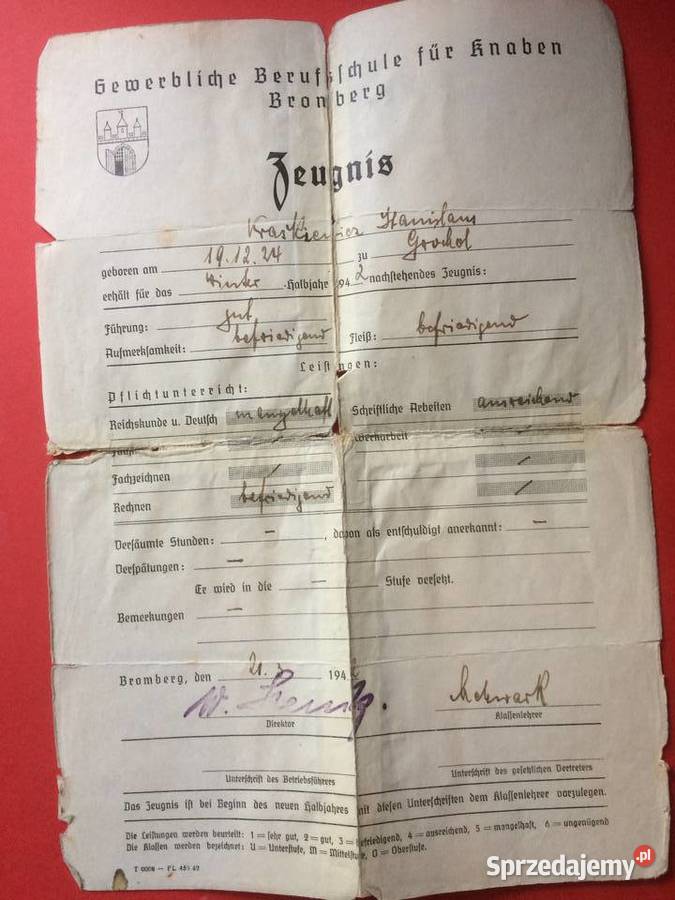 Gewerbliche Berufsschule für Knaben
Bromberg
Zeugnis
Stanislaus
geboren am 19.12.24 zu Grochol
erhält für das Winter -Halbjahr 1942 nachstehendes Zeugnis:
Führung: gut
Aufmerksamkeit: befriedigend Fleiß: befriedigend
Leistungen:
Pflichtunterricht:
Reichskunde u. Deutsch mangelhaft Schriftliche Arbeiten ausreichend
Fachzeichnen /
Rechnen befriedigend /
Versäumte Stunden: — , davon als entschuldigt anerkannt: —
Verspätungen: —
Er wird in die — Stufe versetzt.
Bemerkungen —
Bromberg, den 21. 194
W.
Direktor Klassenlehrer
Unterschrift des Betriebsführers Unterschrift des gesetzlichen Vertreters
Das Zeugnis ist bei Beginn des neuen Halbjahres mit diesen Unterschriften dem Klassenlehrer vorzulegen.
Die Leistungen werden beurteilt: 1 = sehr gut, 2 = gut, 3 = befriedigend, 4 = ausreichend, 5 = mangelhaft, 6 = ungenügend
Die Klassen werden bezeichnet: U = Unterstufe, M = Mittelstufe, O = Oberstufe.
Sprzedajemy.pl